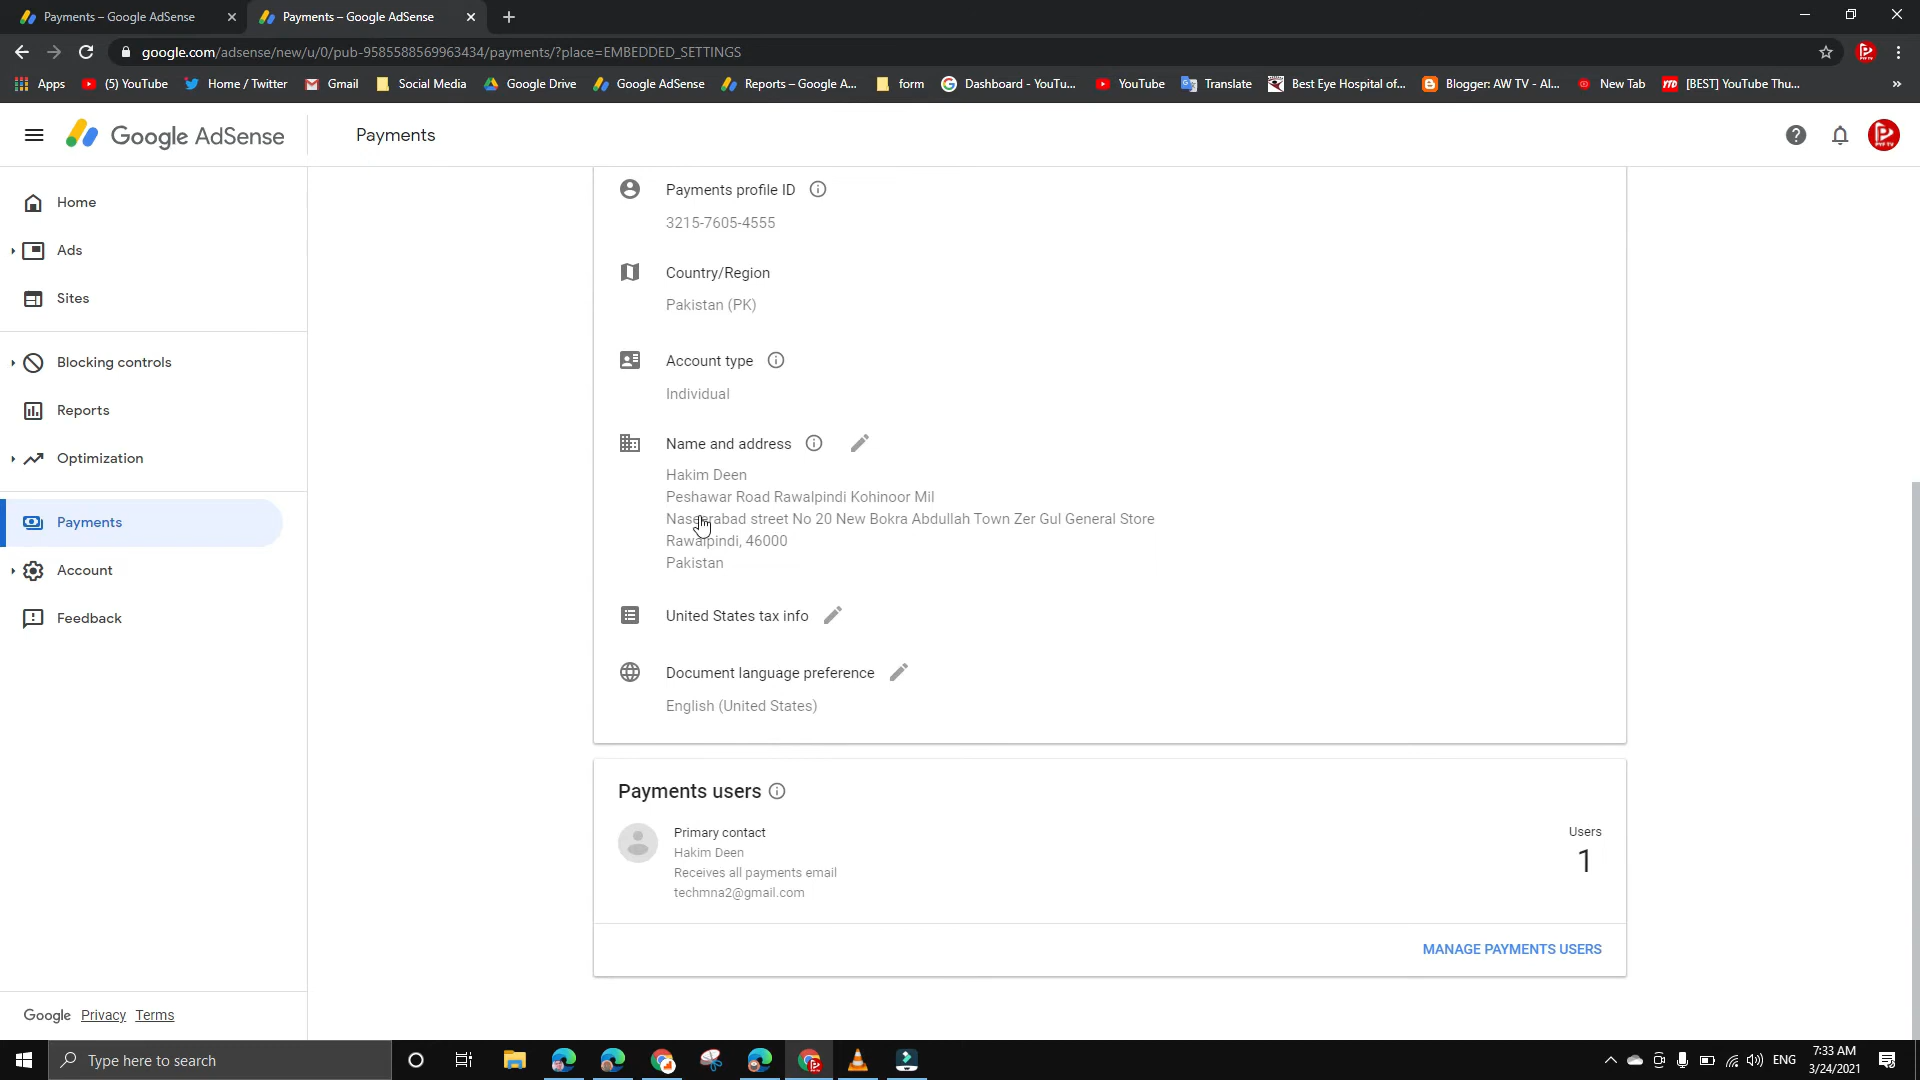 Payments – Google AdSense
Payments – Google AdSense
google.com/adsense/new/u/0/pub-9585588569963434/payments/?place=EMBEDDED_SETTINGS
Apps
(5) YouTube
Home / Twitter
Gmail
Social Media
Google Drive
Google AdSense
Reports – Google A...
form
Dashboard - YouTu...
YouTube
Translate
Best Eye Hospital of...
Blogger: AW TV - Al...
New Tab
[BEST] YouTube Thu...
Google AdSense
Payments
Home
Ads
Sites
Blocking controls
Reports
Optimization
Payments
Account
Feedback
Google Privacy Terms
Payments profile ID
3215-7605-4555
Country/Region
Pakistan (PK)
Account type
Individual
Name and address
Hakim Deen
Peshawar Road Rawalpindi Kohinoor Mil
Naseerabad street No 20 New Bokra Abdullah Town Zer Gul General Store
Rawalpindi, 46000
Pakistan
United States tax info
Document language preference
English (United States)
Payments users
Primary contact
Hakim Deen
Receives all payments email
techmna2@gmail.com
Users
1
MANAGE PAYMENTS USERS
Type here to search
ENG
7:33 AM
3/24/2021